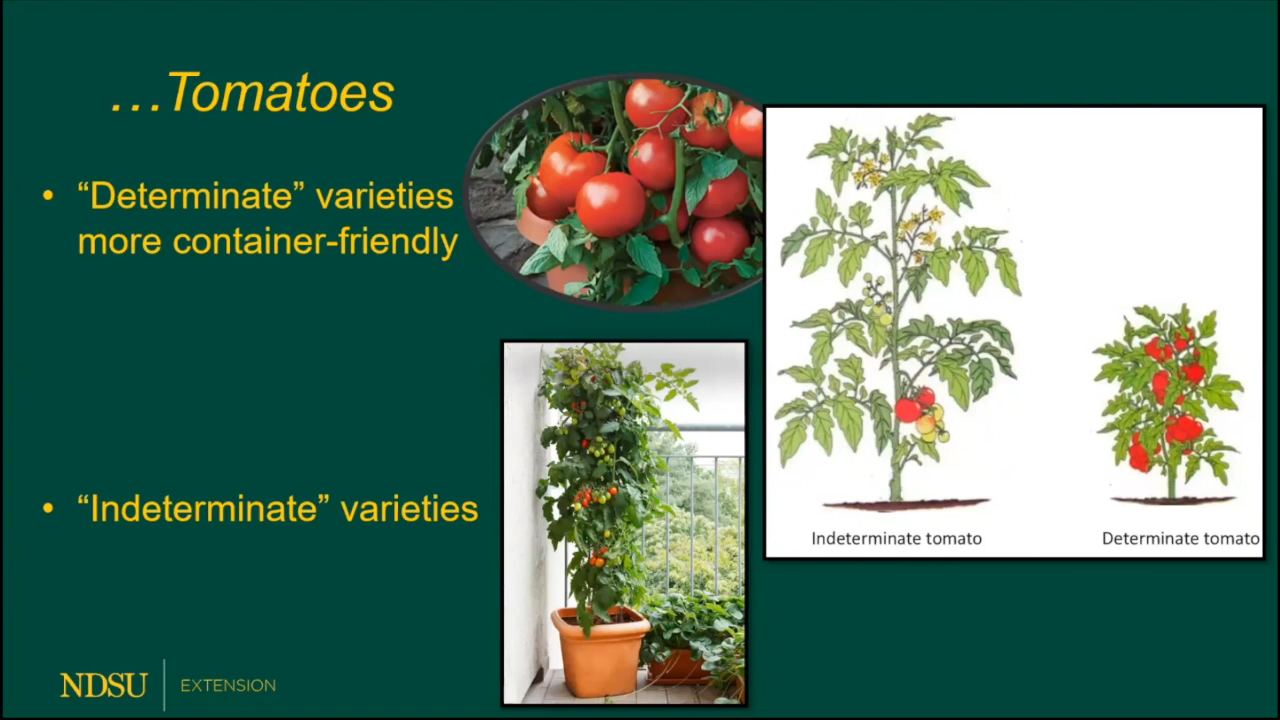 …Tomatoes
• “Determinate” varieties
more container-friendly
• “Indeterminate” varieties
Indeterminate tomato
Determinate tomato
NDSU EXTENSION